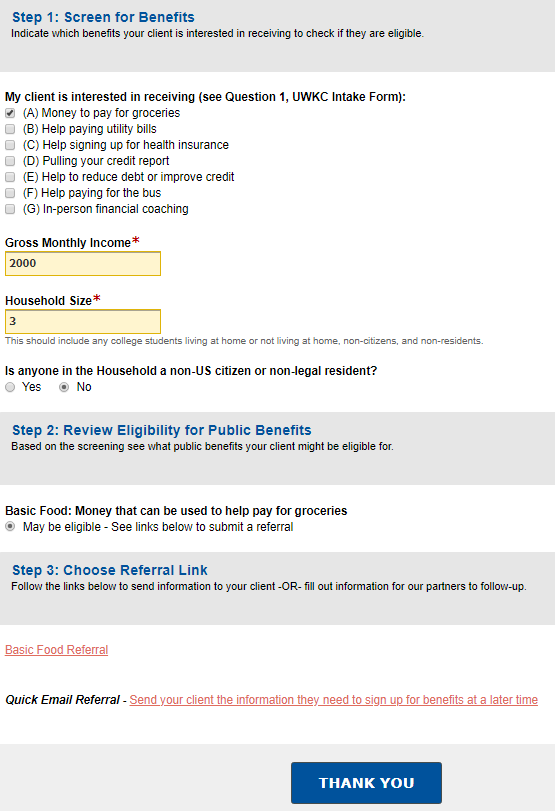 Step 1: Screen for Benefits
Indicate which benefits your client is interested in receiving to check if they are eligible.
My client is interested in receiving (see Question 1, UWKC Intake Form):
(A) Money to pay for groceries
(B) Help paying utility bills
(C) Help signing up for health insurance
(D) Pulling your credit report
(E) Help to reduce debt or improve credit
(F) Help paying for the bus
(G) In-person financial coaching
Gross Monthly Income*
2000
Household Size*
3
This should include any college students living at home or not living at home, non-citizens, and non-residents.
Is anyone in the Household a non-US citizen or non-legal resident?
Yes No
Step 2: Review Eligibility for Public Benefits
Based on the screening see what public benefits your client might be eligible for.
Basic Food: Money that can be used to help pay for groceries
May be eligible - See links below to submit a referral
Step 3: Choose Referral Link
Follow the links below to send information to your client -OR- fill out information for our partners to follow-up.
Basic Food Referral
Quick Email Referral - Send your client the information they need to sign up for benefits at a later time
THANK YOU